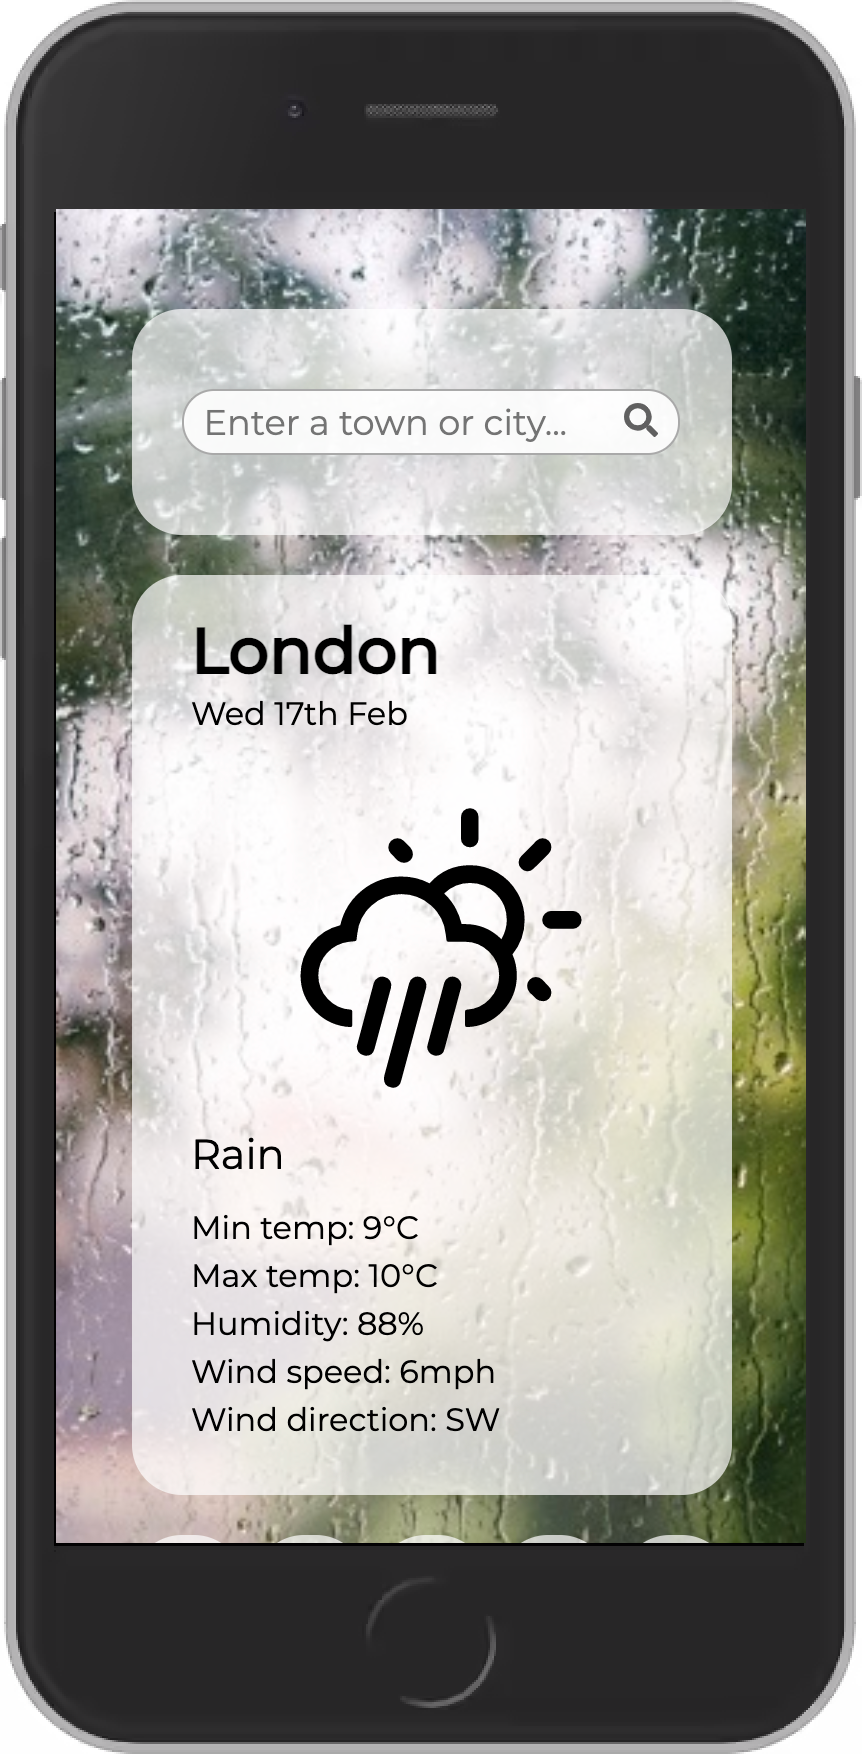 Enter a town or city...
London
Wed 17th Feb
Rain
Min temp: 9°C
Max temp: 10°C
Humidity: 88%
Wind speed: 6mph
Wind direction: SW